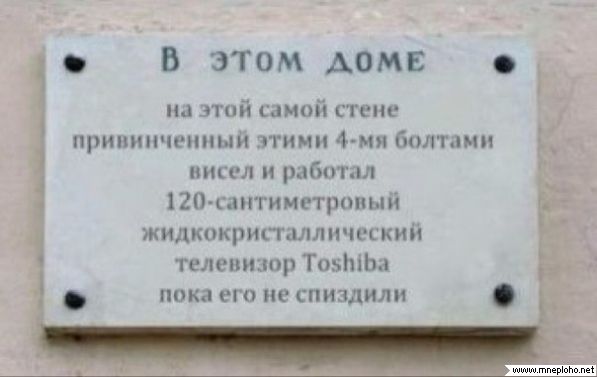 В ЭТОМ ДОМЕ
на этой самой стене
привинченный этими 4-мя болтами
висел и работал
120-сантиметровый
жидкокристаллический
телевизор Toshiba
пока его не спиздили
www.mneploho.net